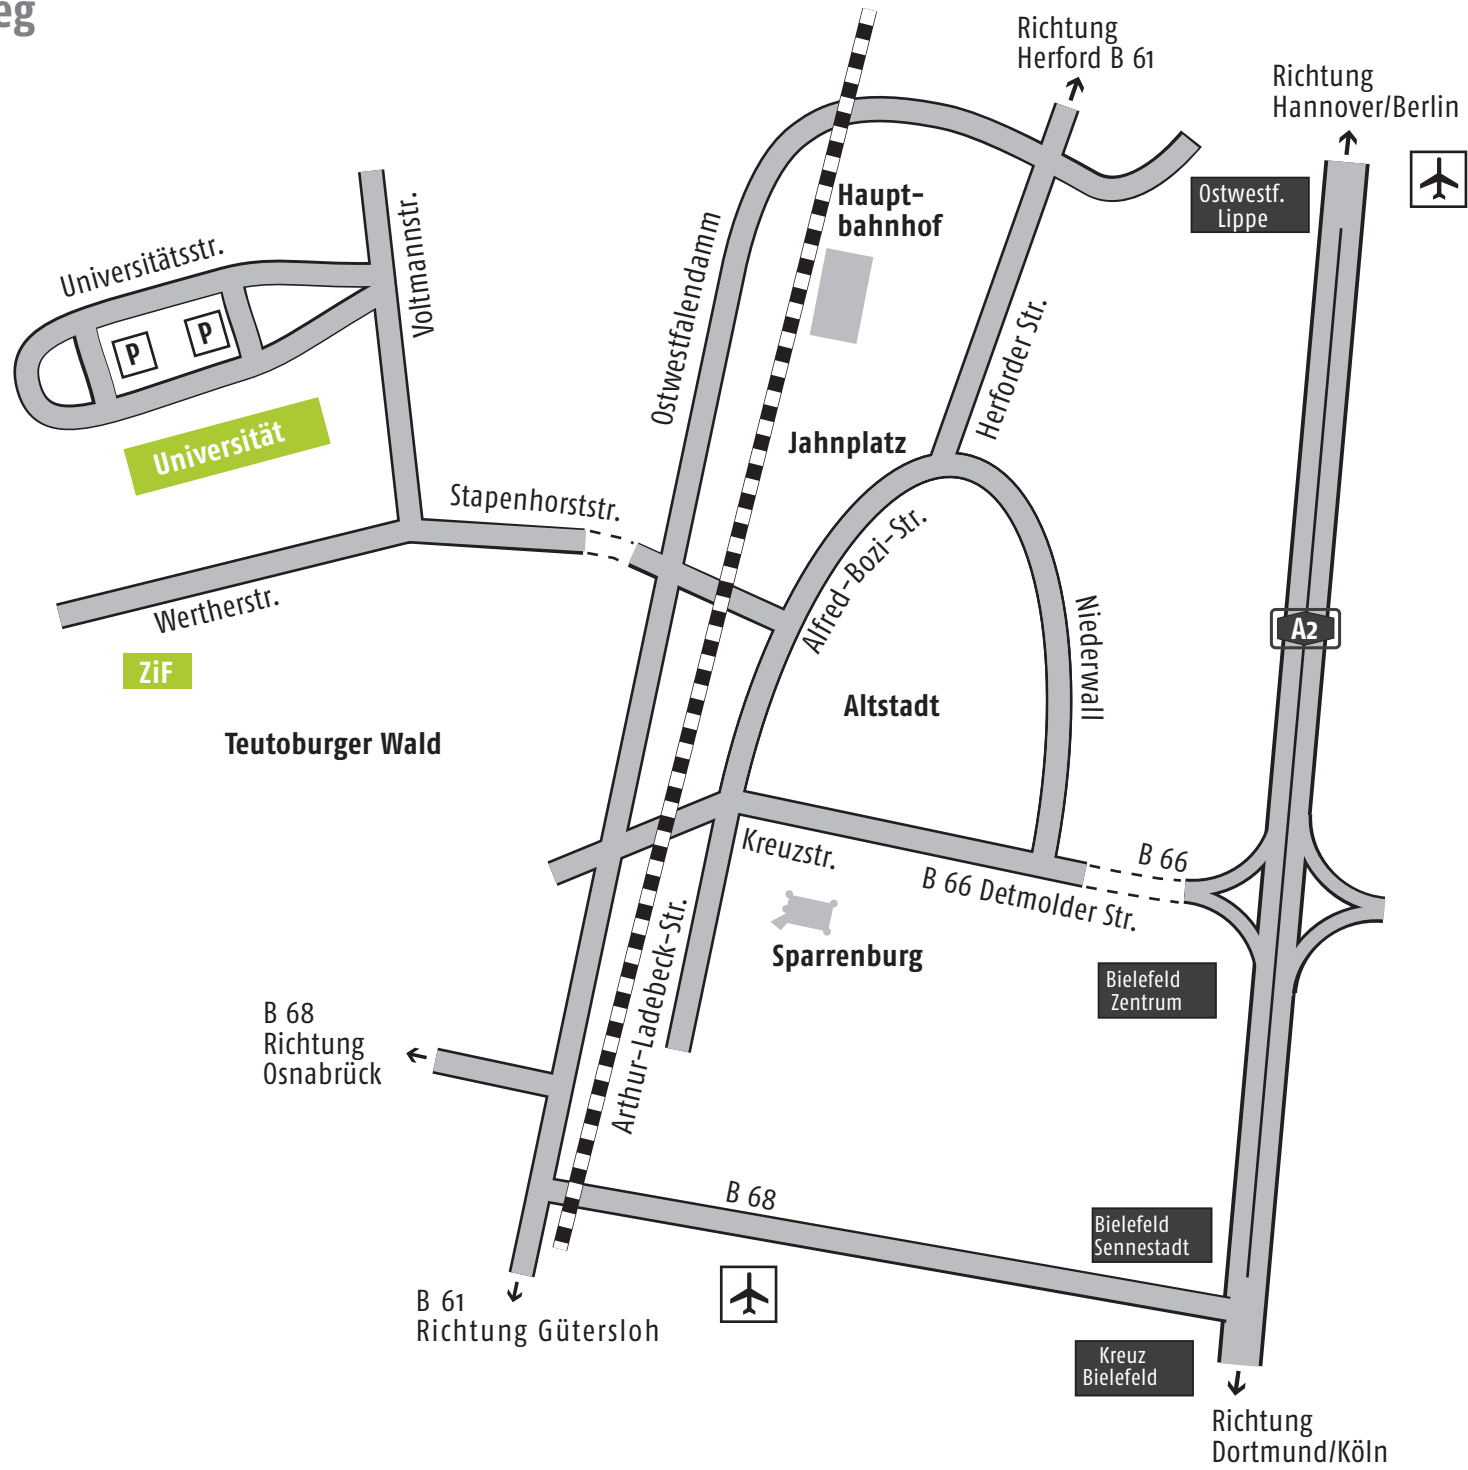 eg
Richtung
Herford B 61
Richtung
Hannover/Berlin
Ostwestf.
Lippe
Haupt-
bahnhof
Universitätsstr.
Voltmannstr.
Ostwestfalendamm
P
P
Herforder Str.
Universität
Jahnplatz
Stapenhorststr.
Alfred-Bozi-Str.
Wertherstr.
Niederwall
A2
ZiF
Altstadt
Teutoburger Wald
Kreuzstr.
B 66
B 66 Detmolder Str.
Arthur-Ladebeck-Str.
Sparrenburg
Bielefeld
Zentrum
B 68
Richtung
Osnabrück
B 68
Bielefeld
Sennestadt
B 61
Richtung Gütersloh
Kreuz
Bielefeld
Richtung
Dortmund/Köln